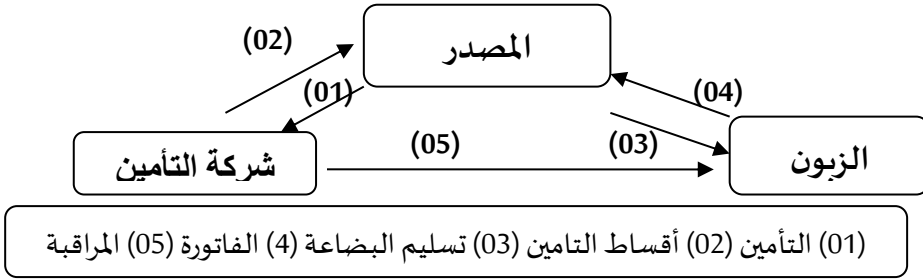 المصدر
(02)
(01)
(04)
شركة التأمين
(05)
(03)
الزبون
(01) التأمين (02) أقساط التامين (03) تسليم البضاعة (4) الفاتورة (05) المراقبة